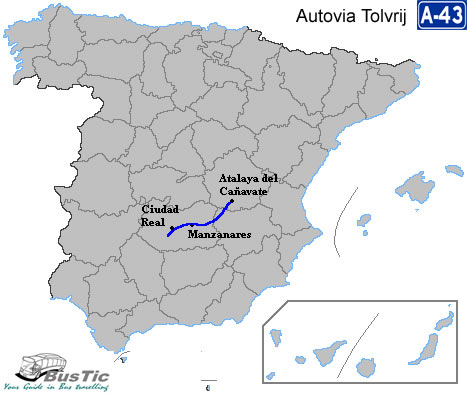 Autovia Tolvrij A-43
Atalaya del
Cañavate
Ciudad
Real
Manzanares
BusTic
Your Guide in Bus travelling